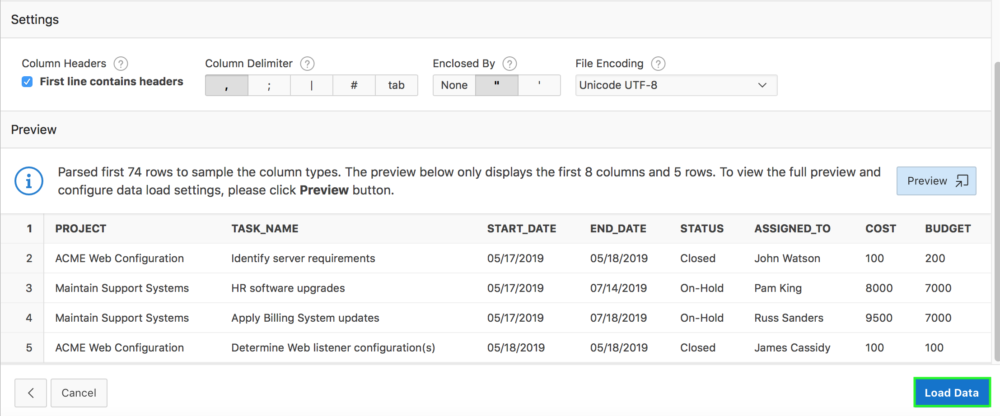 Settings
Column Headers ? Column Delimiter ? Enclosed By ? File Encoding ?
First line contains headers , ; | # tab None " ' Unicode UTF-8
Preview
Parsed first 74 rows to sample the column types. The preview below only displays the first 8 columns and 5 rows. To view the full preview and
configure data load settings, please click Preview button.
Preview
1 PROJECT TASK_NAME START_DATE END_DATE STATUS ASSIGNED_TO COST BUDGET
2 ACME Web Configuration Identify server requirements 05/17/2019 05/18/2019 Closed John Watson 100 200
3 Maintain Support Systems HR software upgrades 05/17/2019 07/14/2019 On-Hold Pam King 8000 7000
4 Maintain Support Systems Apply Billing System updates 05/17/2019 07/18/2019 On-Hold Russ Sanders 9500 7000
5 ACME Web Configuration Determine Web listener configuration(s) 05/18/2019 05/18/2019 Closed James Cassidy 100 100
Cancel Load Data